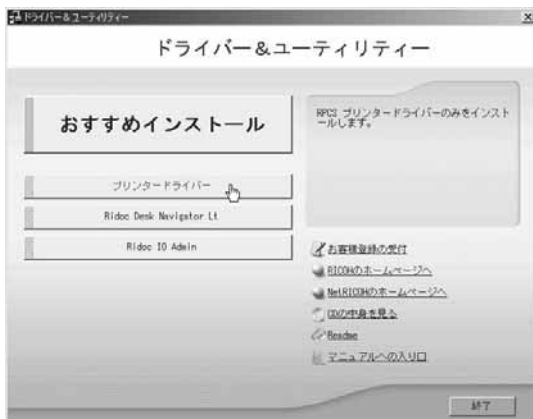 ドライバー&ユーティリティー
ドライバー&ユーティリティー
おすすめインストール
プリンタードライバー
Ridoc Desk Navigator Lt
Ridoc IO Admin
RPCS プリンタードライバーのみをインスト
ールします。
お客様登録の受付
RICOHのホームページへ
NetRICOHのホームページへ
CDの中身を見る
Readme
マニュアルへの入り口
終了